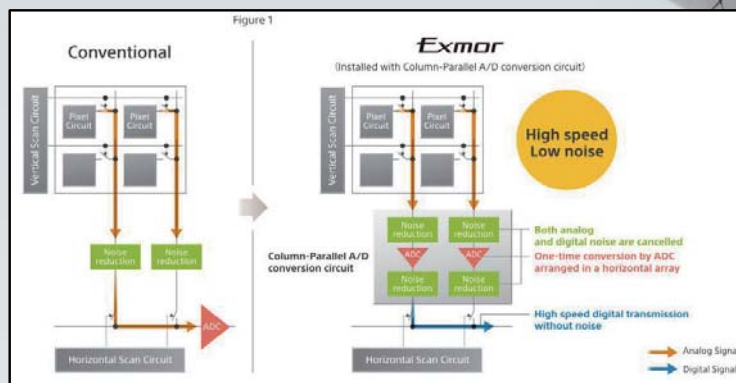 Figure 1
Conventional
Vertical Scan Circuit
Pixel
Circuit
Pixel
Circuit
Noise
reduction
Noise
reduction
ADC
Horizontal Scan Circuit
Exmor
(Installed with Column-Parallel A/D conversion circuit)
Vertical Scan Circuit
Pixel
Circuit
Pixel
Circuit
High speed
Low noise
Column-Parallel A/D
conversion circuit
Noise
reduction
Noise
reduction
ADC
ADC
Noise
reduction
Noise
reduction
Both analog
and digital noise are cancelled
One-time conversion by ADC
arranged in a horizontal array
High speed digital transmission
without noise
Horizontal Scan Circuit
Analog Signal
Digital Signal